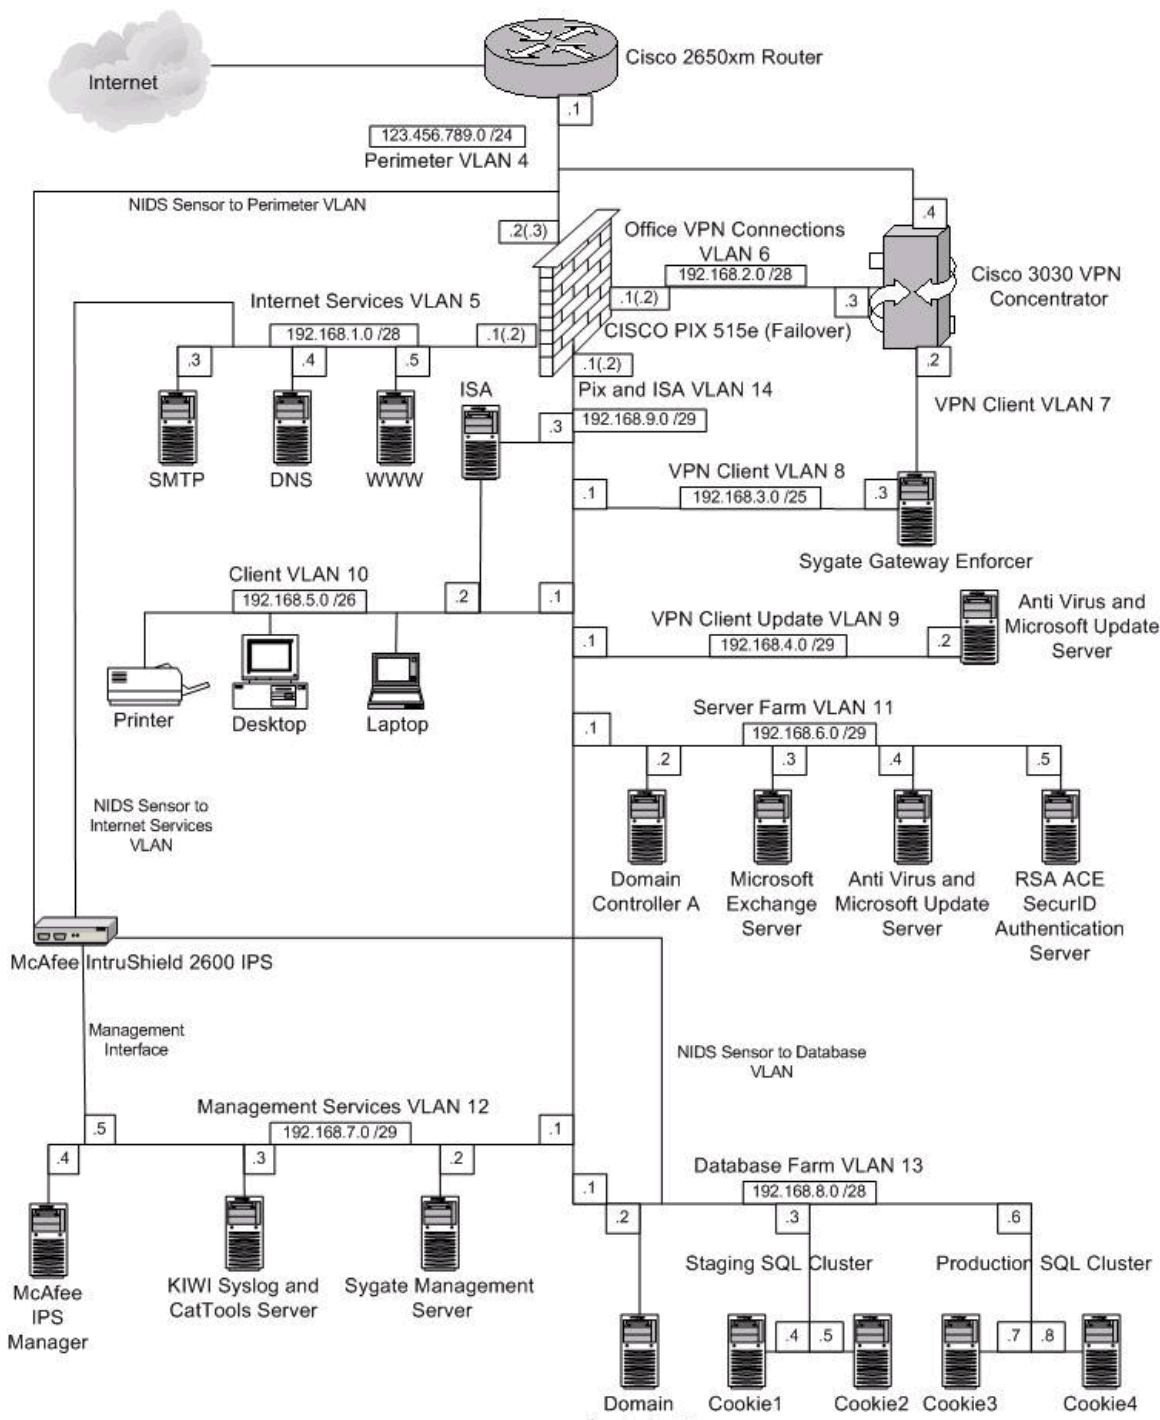 Internet
Cisco 2650xm Router
.1
123.456.789.0 /24
Perimeter VLAN 4
NIDS Sensor to Perimeter VLAN
.2(.3)
.4
Office VPN Connections
VLAN 6
192.168.2.0 /28
.1(.2)
.3
Cisco 3030 VPN
Concentrator
Internet Services VLAN 5
192.168.1.0 /28
.1(.2)
CISCO PIX 515e (Failover)
.3
.4
.5
.1(.2)
.2
SMTP
DNS
WWW
ISA
Pix and ISA VLAN 14
192.168.9.0 /29
.3
VPN Client VLAN 7
VPN Client VLAN 8
192.168.3.0 /25
.1
.3
Sygate Gateway Enforcer
Client VLAN 10
192.168.5.0 /26
.2
.1
Printer
Desktop
Laptop
VPN Client Update VLAN 9
192.168.4.0 /29
.1
.2
Anti Virus and
Microsoft Update
Server
Server Farm VLAN 11
192.168.6.0 /29
.1
.2
.3
.4
.5
Domain
Controller A
Microsoft
Exchange
Server
Anti Virus and
Microsoft Update
Server
RSA ACE
SecurID
Authentication
Server
NIDS Sensor to
Internet Services
VLAN
McAfee IntruShield 2600 IPS
Management
Interface
NIDS Sensor to Database
VLAN
Management Services VLAN 12
192.168.7.0 /29
.5
.1
.4
.3
.2
McAfee
IPS
Manager
KIWI Syslog and
CatTools Server
Sygate Management
Server
Database Farm VLAN 13
192.168.8.0 /28
.1
.2
.3
.6
Staging SQL Cluster
Production SQL Cluster
.4
.5
.7
.8
Domain
Cookie1
Cookie2
Cookie3
Cookie4